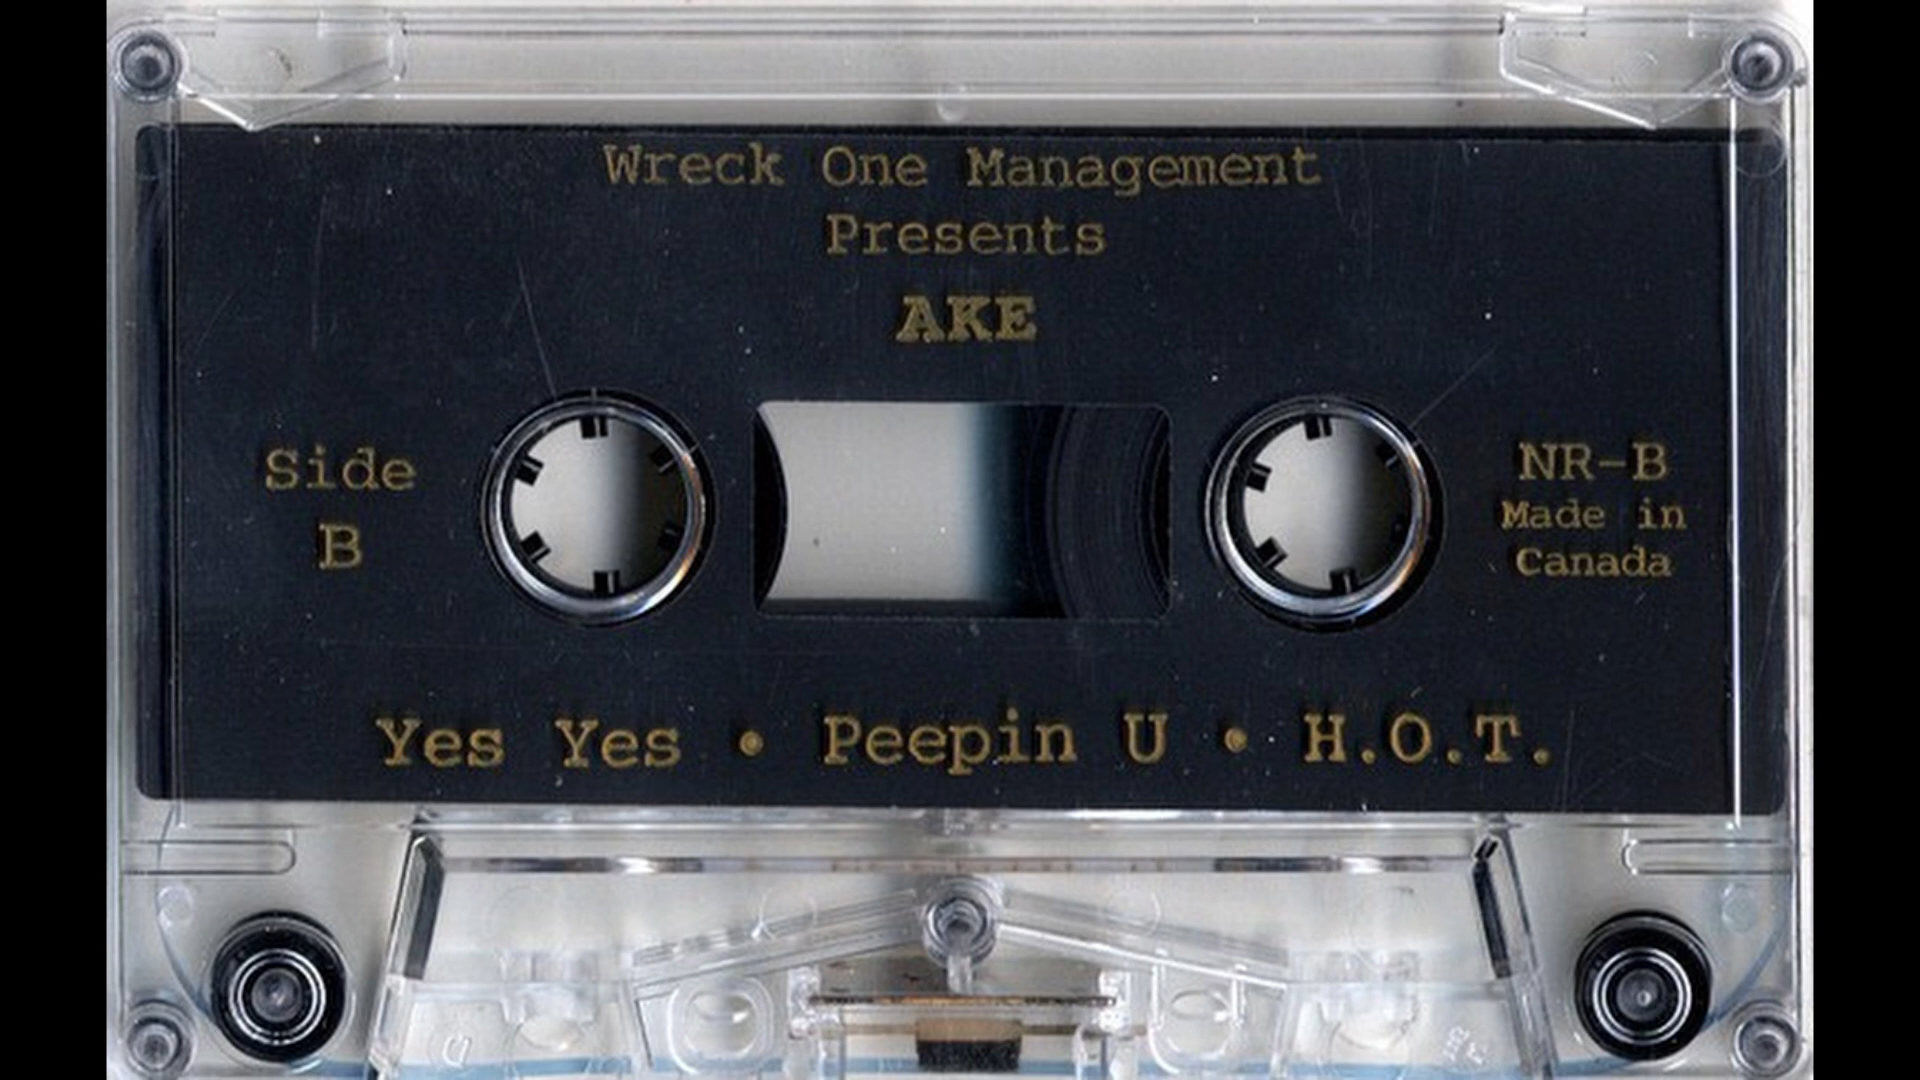 Wreck One Management
Presents
AKE
Side
B
NR-B
Made in
Canada
Yes Yes • Peepin U • H.O.T.